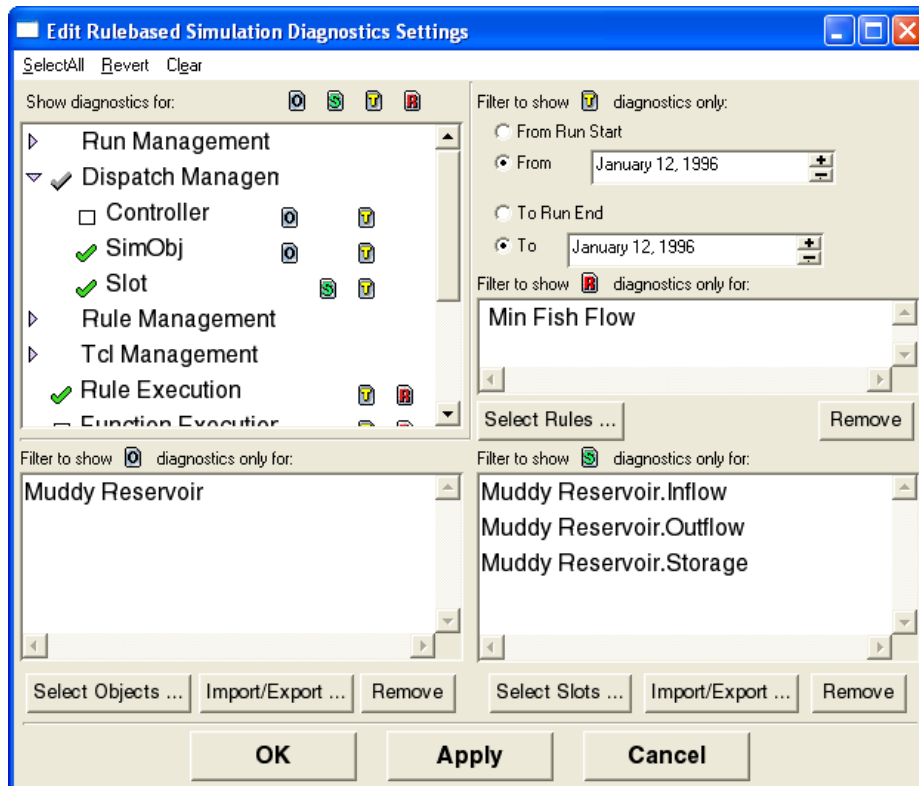 Edit Rulebased Simulation Diagnostics Settings
SelectAll Revert Clear
Show diagnostics for: O S T R
Run Management
Dispatch Managen
Controller O T
SimObj O T
Slot S T
Rule Management
Tcl Management
Rule Execution T R
Function Execution
Filter to show T diagnostics only:
From Run Start
From January 12, 1996
To Run End
To January 12, 1996
Filter to show R diagnostics only for:
Min Fish Flow
Select Rules ... Remove
Filter to show O diagnostics only for:
Muddy Reservoir
Select Objects ... Import/Export ... Remove
Filter to show S diagnostics only for:
Muddy Reservoir.Inflow
Muddy Reservoir.Outflow
Muddy Reservoir.Storage
Select Slots ... Import/Export ... Remove
OK Apply Cancel